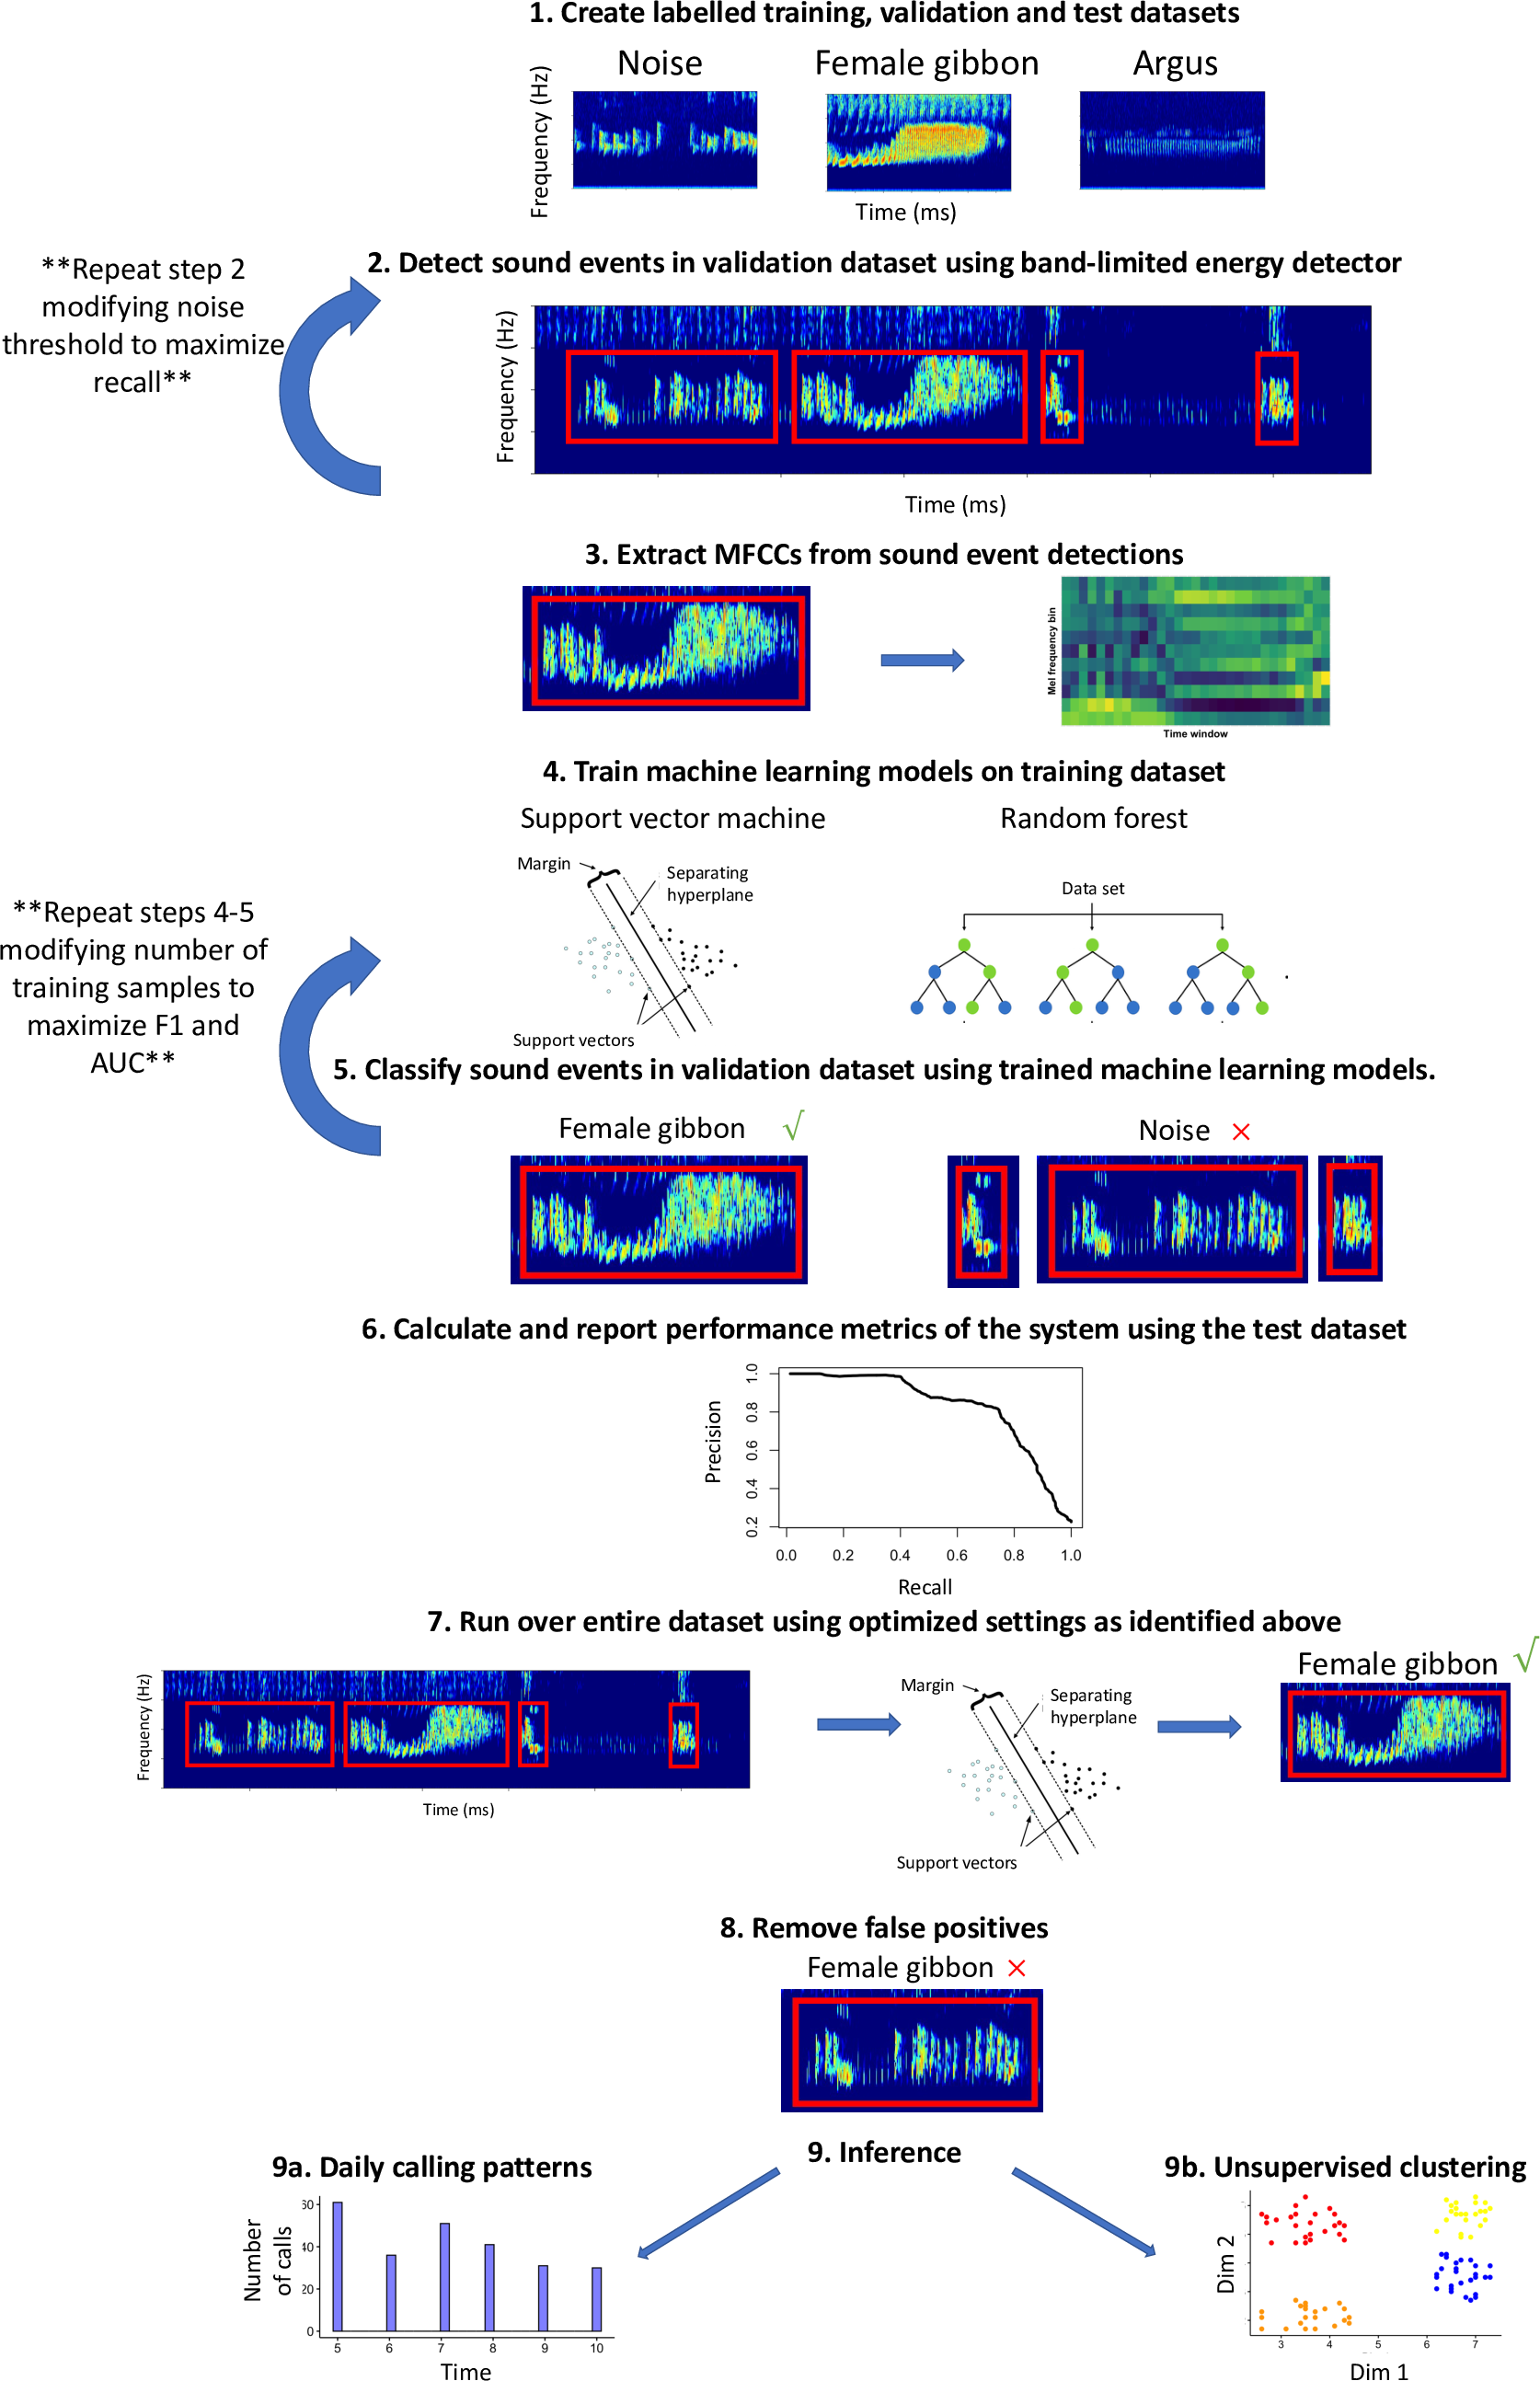 1. Create labelled training, validation and test datasets
Noise
Female gibbon
Argus
Frequency (Hz)
Time (ms)
**Repeat step 2
modifying noise
threshold to maximize
recall**
2. Detect sound events in validation dataset using band-limited energy detector
Frequency (Hz)
Time (ms)
3. Extract MFCCs from sound event detections
Mel frequency bin
Time window
4. Train machine learning models on training dataset
Support vector machine
Random forest
Margin
Separating
hyperplane
Support vectors
Data set
**Repeat steps 4-5
modifying number of
training samples to
maximize F1 and
AUC**
5. Classify sound events in validation dataset using trained machine learning models.
Female gibbon √
Noise ×
6. Calculate and report performance metrics of the system using the test dataset
Precision
1.0
0.8
0.6
0.4
0.2
0.0 0.2 0.4 0.6 0.8 1.0
Recall
7. Run over entire dataset using optimized settings as identified above
Frequency (Hz)
Time (ms)
Margin
Separating
hyperplane
Support vectors
Female gibbon √
8. Remove false positives
Female gibbon ×
9. Inference
9a. Daily calling patterns
Number
of calls
60
40
20
0
5 6 7 8 9 10
Time
9b. Unsupervised clustering
Dim 2
3 4 5 6 7
Dim 1